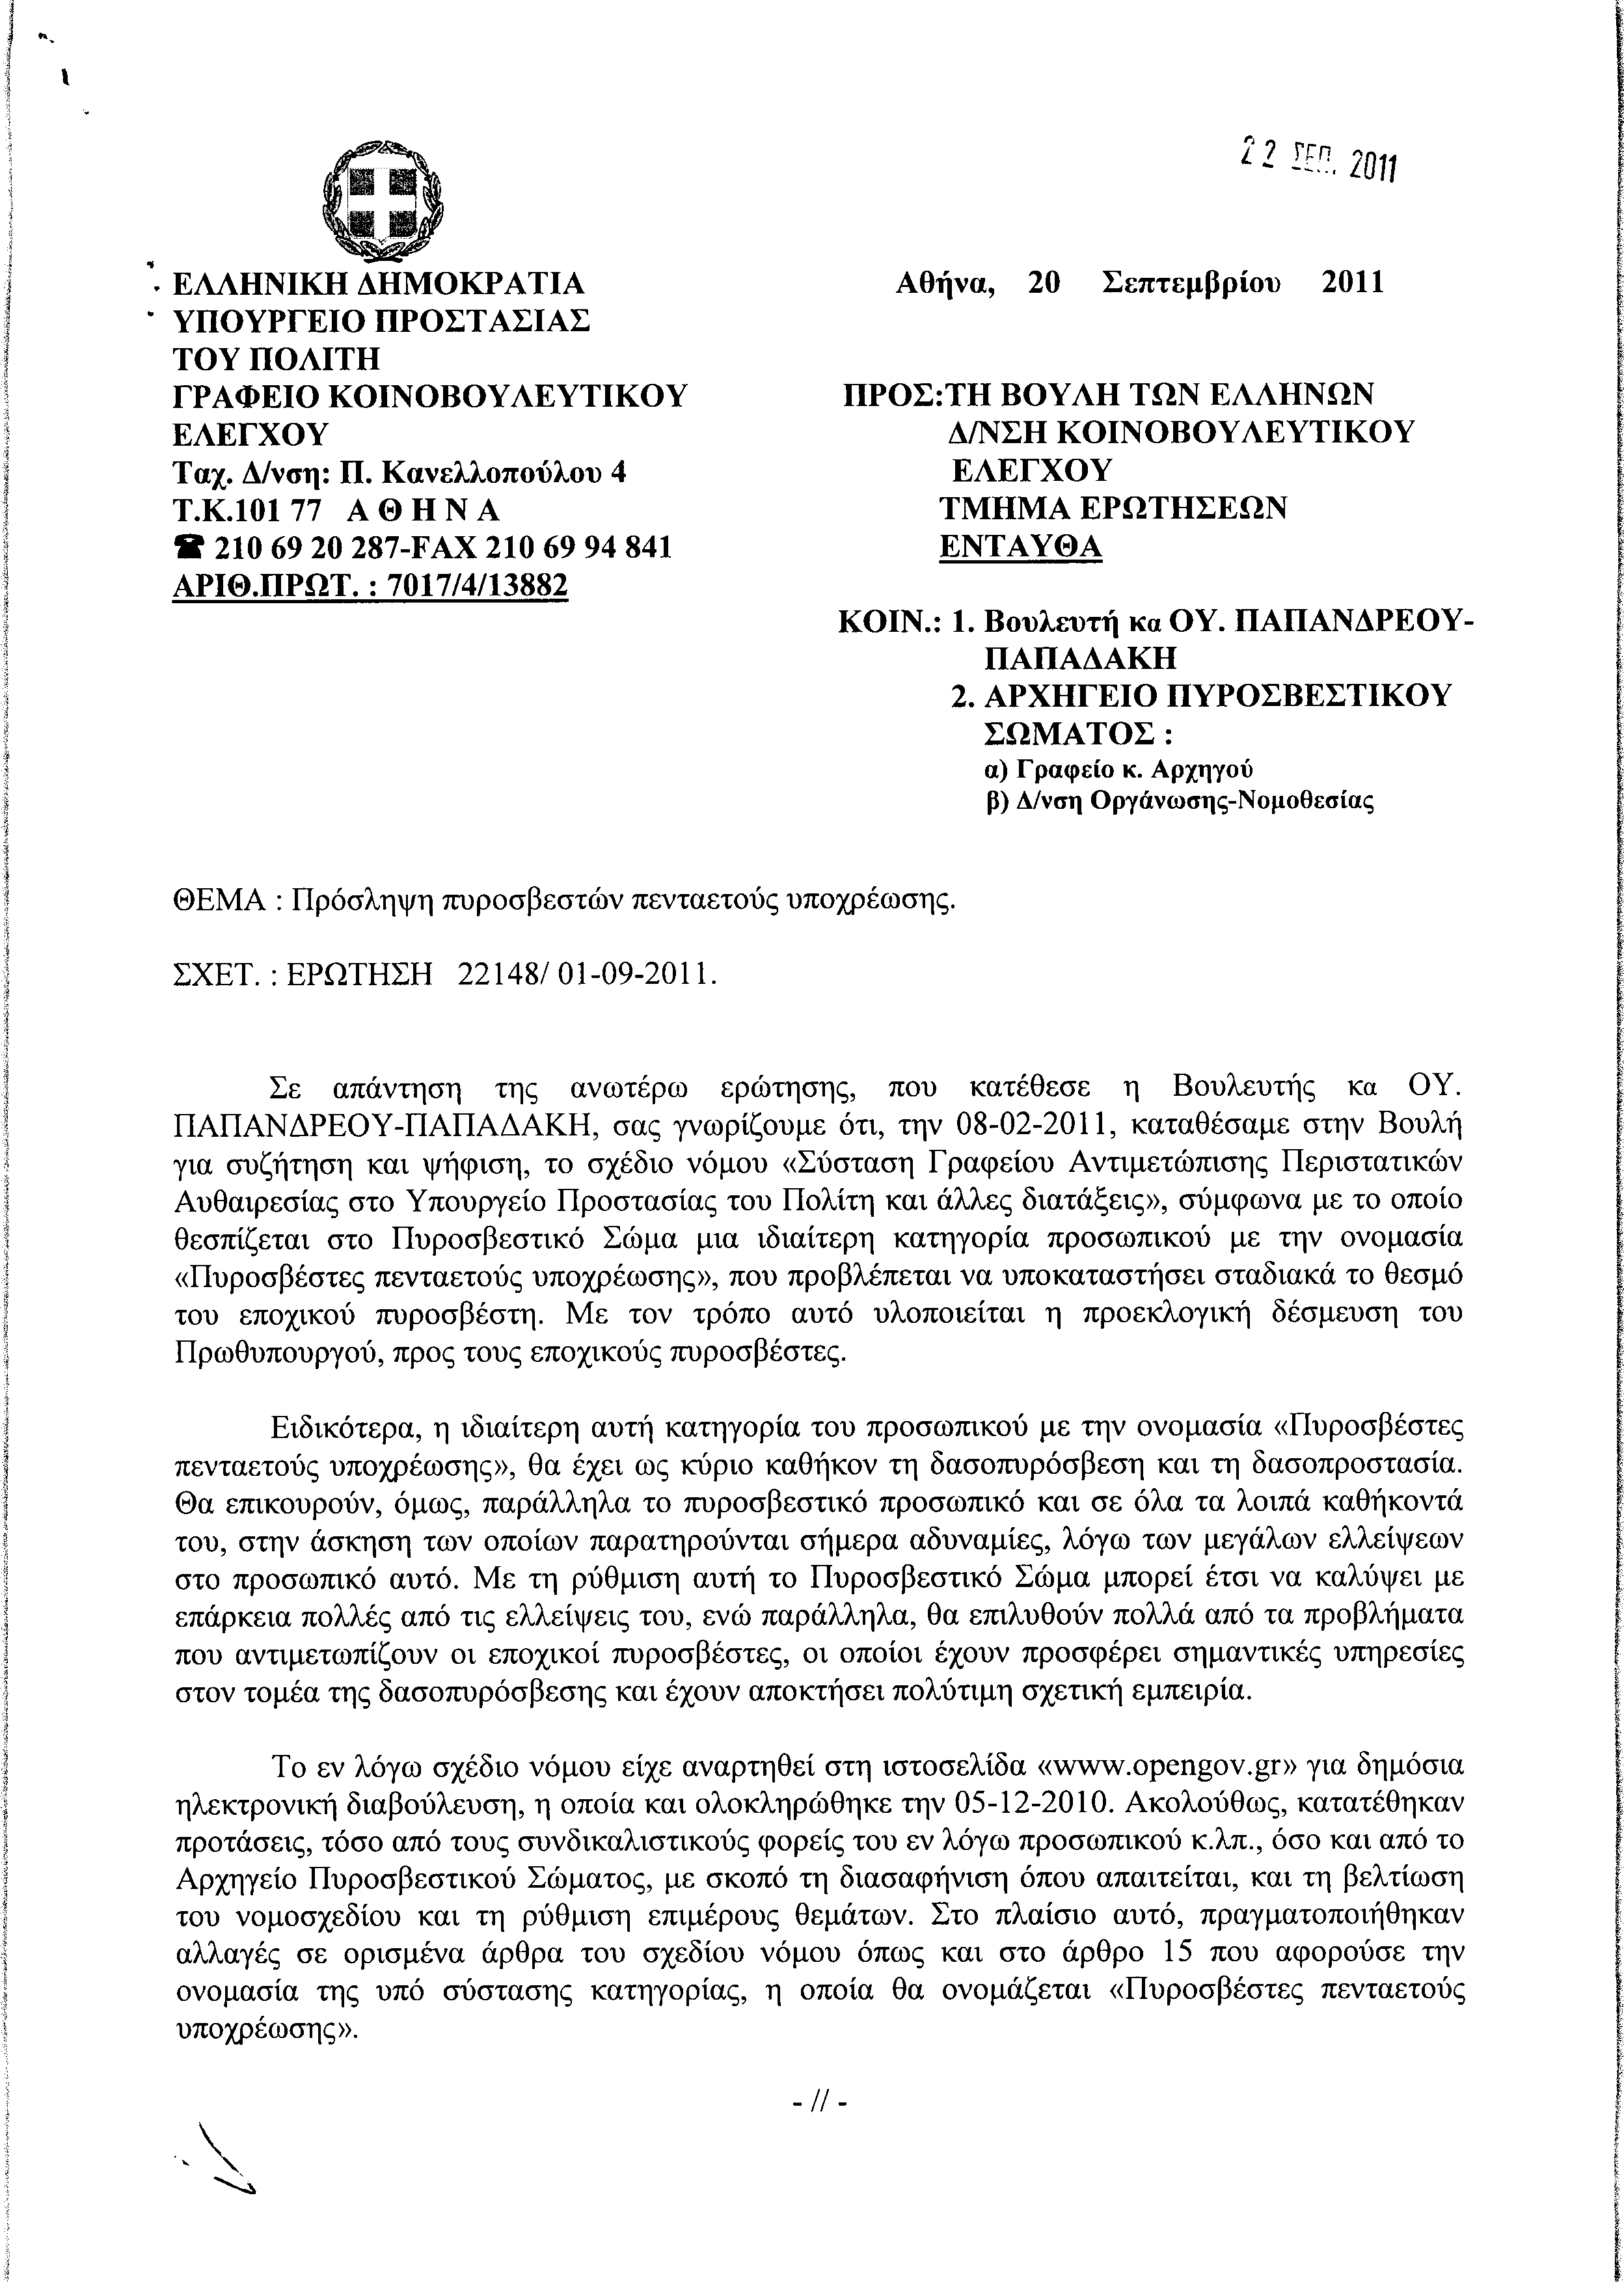 22 ΣΕΠ. 2011
ΕΛΛΗΝΙΚΗ ΔΗΜΟΚΡΑΤΙΑ
ΥΠΟΥΡΓΕΙΟ ΠΡΟΣΤΑΣΙΑΣ
ΤΟΥ ΠΟΛΙΤΗ
ΓΡΑΦΕΙΟ ΚΟΙΝΟΒΟΥΛΕΥΤΙΚΟΥ
ΕΛΕΓΧΟΥ
Ταχ. Δ/νση: Π. Κανελλοπούλου 4
Τ.Κ.101 77 Α Θ Η Ν Α
☎ 210 69 20 287-FAX 210 69 94 841
ΑΡΙΘ.ΠΡΩΤ. : 7017/4/13882
Αθήνα, 20 Σεπτεμβρίου 2011
ΠΡΟΣ:ΤΗ ΒΟΥΛΗ ΤΩΝ ΕΛΛΗΝΩΝ
Δ/ΝΣΗ ΚΟΙΝΟΒΟΥΛΕΥΤΙΚΟΥ
ΕΛΕΓΧΟΥ
ΤΜΗΜΑ ΕΡΩΤΗΣΕΩΝ
ΕΝΤΑΥΘΑ
ΚΟΙΝ.: 1. Βουλευτή κα ΟΥ. ΠΑΠΑΝΔΡΕΟΥ-
ΠΑΠΑΔΑΚΗ
2. ΑΡΧΗΓΕΙΟ ΠΥΡΟΣΒΕΣΤΙΚΟΥ
ΣΩΜΑΤΟΣ :
α) Γραφείο κ. Αρχηγού
β) Δ/νση Οργάνωσης-Νομοθεσίας
ΘΕΜΑ : Πρόσληψη πυροσβεστών πενταετούς υποχρέωσης.
ΣΧΕΤ. : ΕΡΩΤΗΣΗ 22148/ 01-09-2011.
Σε απάντηση της ανωτέρω ερώτησης, που κατέθεσε η Βουλευτής κα ΟΥ.
ΠΑΠΑΝΔΡΕΟΥ-ΠΑΠΑΔΑΚΗ, σας γνωρίζουμε ότι, την 08-02-2011, καταθέσαμε στην Βουλή
για συζήτηση και ψήφιση, το σχέδιο νόμου «Σύσταση Γραφείου Αντιμετώπισης Περιστατικών
Αυθαιρεσίας στο Υπουργείο Προστασίας του Πολίτη και άλλες διατάξεις», σύμφωνα με το οποίο
θεσπίζεται στο Πυροσβεστικό Σώμα μια ιδιαίτερη κατηγορία προσωπικού με την ονομασία
«Πυροσβέστες πενταετούς υποχρέωσης», που προβλέπεται να υποκαταστήσει σταδιακά το θεσμό
του εποχικού πυροσβέστη. Με τον τρόπο αυτό υλοποιείται η προεκλογική δέσμευση του
Πρωθυπουργού, προς τους εποχικούς πυροσβέστες.
Ειδικότερα, η ιδιαίτερη αυτή κατηγορία του προσωπικού με την ονομασία «Πυροσβέστες
πενταετούς υποχρέωσης», θα έχει ως κύριο καθήκον τη δασοπυρόσβεση και τη δασοπροστασία.
Θα επικουρούν, όμως, παράλληλα το πυροσβεστικό προσωπικό και σε όλα τα λοιπά καθήκοντά
του, στην άσκηση των οποίων παρατηρούνται σήμερα αδυναμίες, λόγω των μεγάλων ελλείψεων
στο προσωπικό αυτό. Με τη ρύθμιση αυτή το Πυροσβεστικό Σώμα μπορεί έτσι να καλύψει με
επάρκεια πολλές από τις ελλείψεις του, ενώ παράλληλα, θα επιλυθούν πολλά από τα προβλήματα
που αντιμετωπίζουν οι εποχικοί πυροσβέστες, οι οποίοι έχουν προσφέρει σημαντικές υπηρεσίες
στον τομέα της δασοπυρόσβεσης και έχουν αποκτήσει πολύτιμη σχετική εμπειρία.
Το εν λόγω σχέδιο νόμου είχε αναρτηθεί στη ιστοσελίδα «www.opengov.gr» για δημόσια
ηλεκτρονική διαβούλευση, η οποία και ολοκληρώθηκε την 05-12-2010. Ακολούθως, κατατέθηκαν
προτάσεις, τόσο από τους συνδικαλιστικούς φορείς του εν λόγω προσωπικού κ.λπ., όσο και από το
Αρχηγείο Πυροσβεστικού Σώματος, με σκοπό τη διασαφήνιση όπου απαιτείται, και τη βελτίωση
του νομοσχεδίου και τη ρύθμιση επιμέρους θεμάτων. Στο πλαίσιο αυτό, πραγματοποιήθηκαν
αλλαγές σε ορισμένα άρθρα του σχεδίου νόμου όπως και στο άρθρο 15 που αφορούσε την
ονομασία της υπό σύστασης κατηγορίας, η οποία θα ονομάζεται «Πυροσβέστες πενταετούς
υποχρέωσης».
- // -